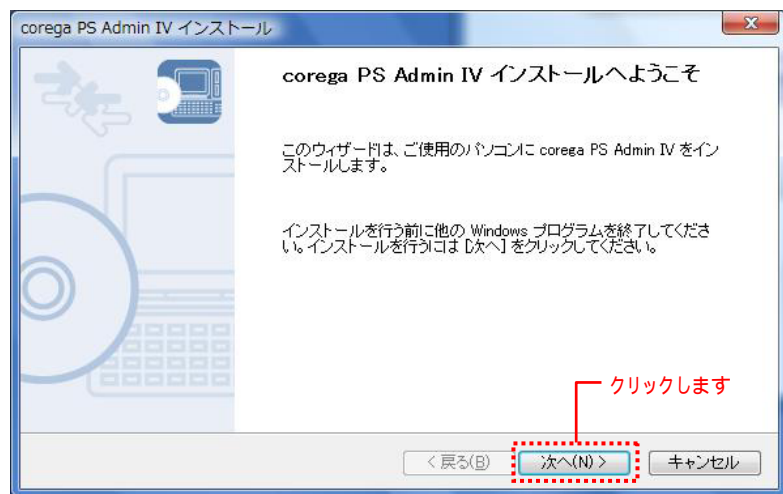 corega PS Admin IV インストール
corega PS Admin IV インストールへようこそ
このウィザードは、ご使用のパソコンに corega PS Admin IV をイン
ストールします。
インストールを行う前に他の Windows プログラムを終了してくださ
い。インストールを行うには [次へ] をクリックしてください。
クリックします
< 戻る(B)
次へ(N) >
キャンセル